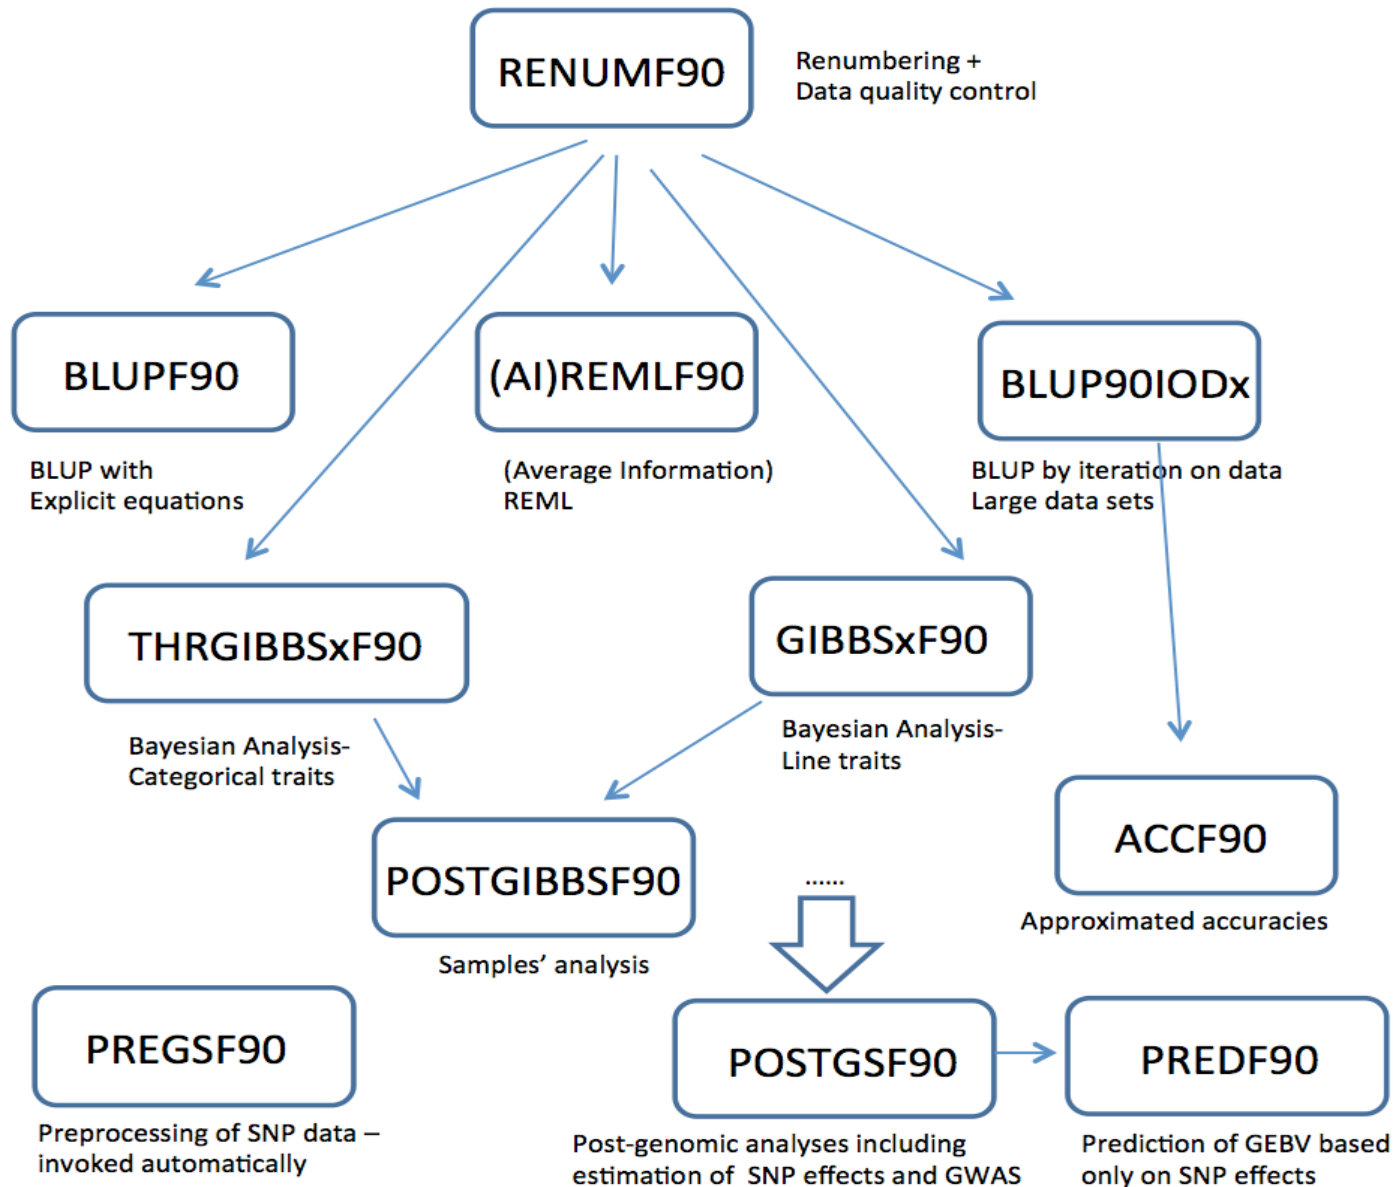 RENUMF90
Renumbering +
Data quality control
BLUPF90
(AI)REMLF90
BLUP90IODx
BLUP with
Explicit equations
(Average Information)
REML
BLUP by iteration on data
Large data sets
THRGIBBSxF90
GIBBSxF90
Bayesian Analysis-
Categorical traits
Bayesian Analysis-
Line traits
POSTGIBBSF90
Samples' analysis
......
ACCF90
Approximated accuracies
PREGSF90
Preprocessing of SNP data –
invoked automatically
POSTGSF90
Post-genomic analyses including
estimation of SNP effects and GWAS
PREDF90
Prediction of GEBV based
only on SNP effects